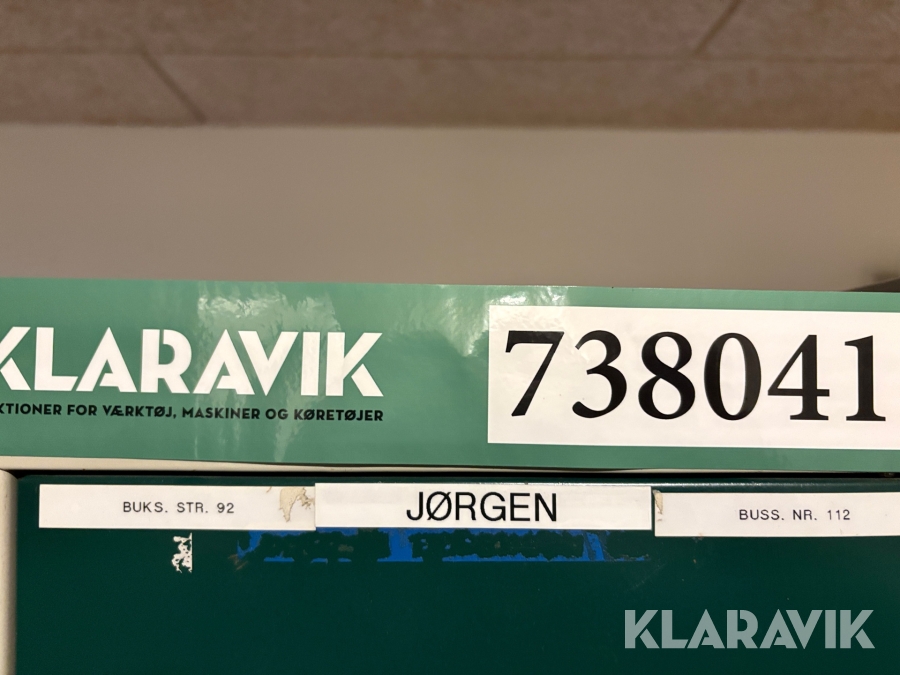 KLARAVIK
KTIONER FOR VÆRKTØJ, MASKINER OG KØRETØJER
738041
BUKS. STR. 92
JØRGEN
BUSS. NR. 112
KLARAVIK